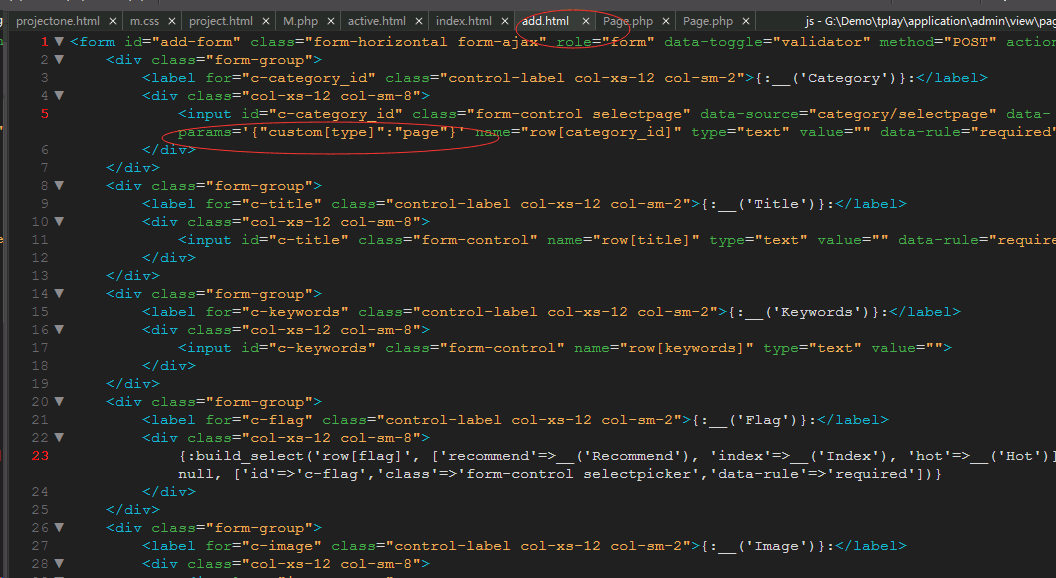 projectone.html × m.css × project.html × M.php × active.html × index.html × add.html × Page.php × Page.php × js - G:\Demo\tplay\application\admin\view\pag
1 ▼ <form id="add-form" class="form-horizontal form-ajax" role="form" data-toggle="validator" method="POST" action
2 ▼ <div class="form-group">
3 <label for="c-category_id" class="control-label col-xs-12 col-sm-2">{:__('Category')}:</label>
4 ▼ <div class="col-xs-12 col-sm-8">
5 <input id="c-category_id" class="form-control selectpage" data-source="category/selectpage" data-
params='{"custom[type]":"page"}' name="row[category_id]" type="text" value="" data-rule="required"
6 </div>
7 </div>
8 ▼ <div class="form-group">
9 <label for="c-title" class="control-label col-xs-12 col-sm-2">{:__('Title')}:</label>
10 ▼ <div class="col-xs-12 col-sm-8">
11 <input id="c-title" class="form-control" name="row[title]" type="text" value="" data-rule="require
12 </div>
13 </div>
14 ▼ <div class="form-group">
15 <label for="c-keywords" class="control-label col-xs-12 col-sm-2">{:__('Keywords')}:</label>
16 ▼ <div class="col-xs-12 col-sm-8">
17 <input id="c-keywords" class="form-control" name="row[keywords]" type="text" value="">
18 </div>
19 </div>
20 ▼ <div class="form-group">
21 <label for="c-flag" class="control-label col-xs-12 col-sm-2">{:__('Flag')}:</label>
22 ▼ <div class="col-xs-12 col-sm-8">
23 {:build_select('row[flag]', ['recommend'=>__('Recommend'), 'index'=>__('Index'), 'hot'=>__('Hot')]
null, ['id'=>'c-flag','class'=>'form-control selectpicker','data-rule'=>'required'])}
24 </div>
25 </div>
26 ▼ <div class="form-group">
27 <label for="c-image" class="control-label col-xs-12 col-sm-2">{:__('Image')}:</label>
28 ▼ <div class="col-xs-12 col-sm-8">